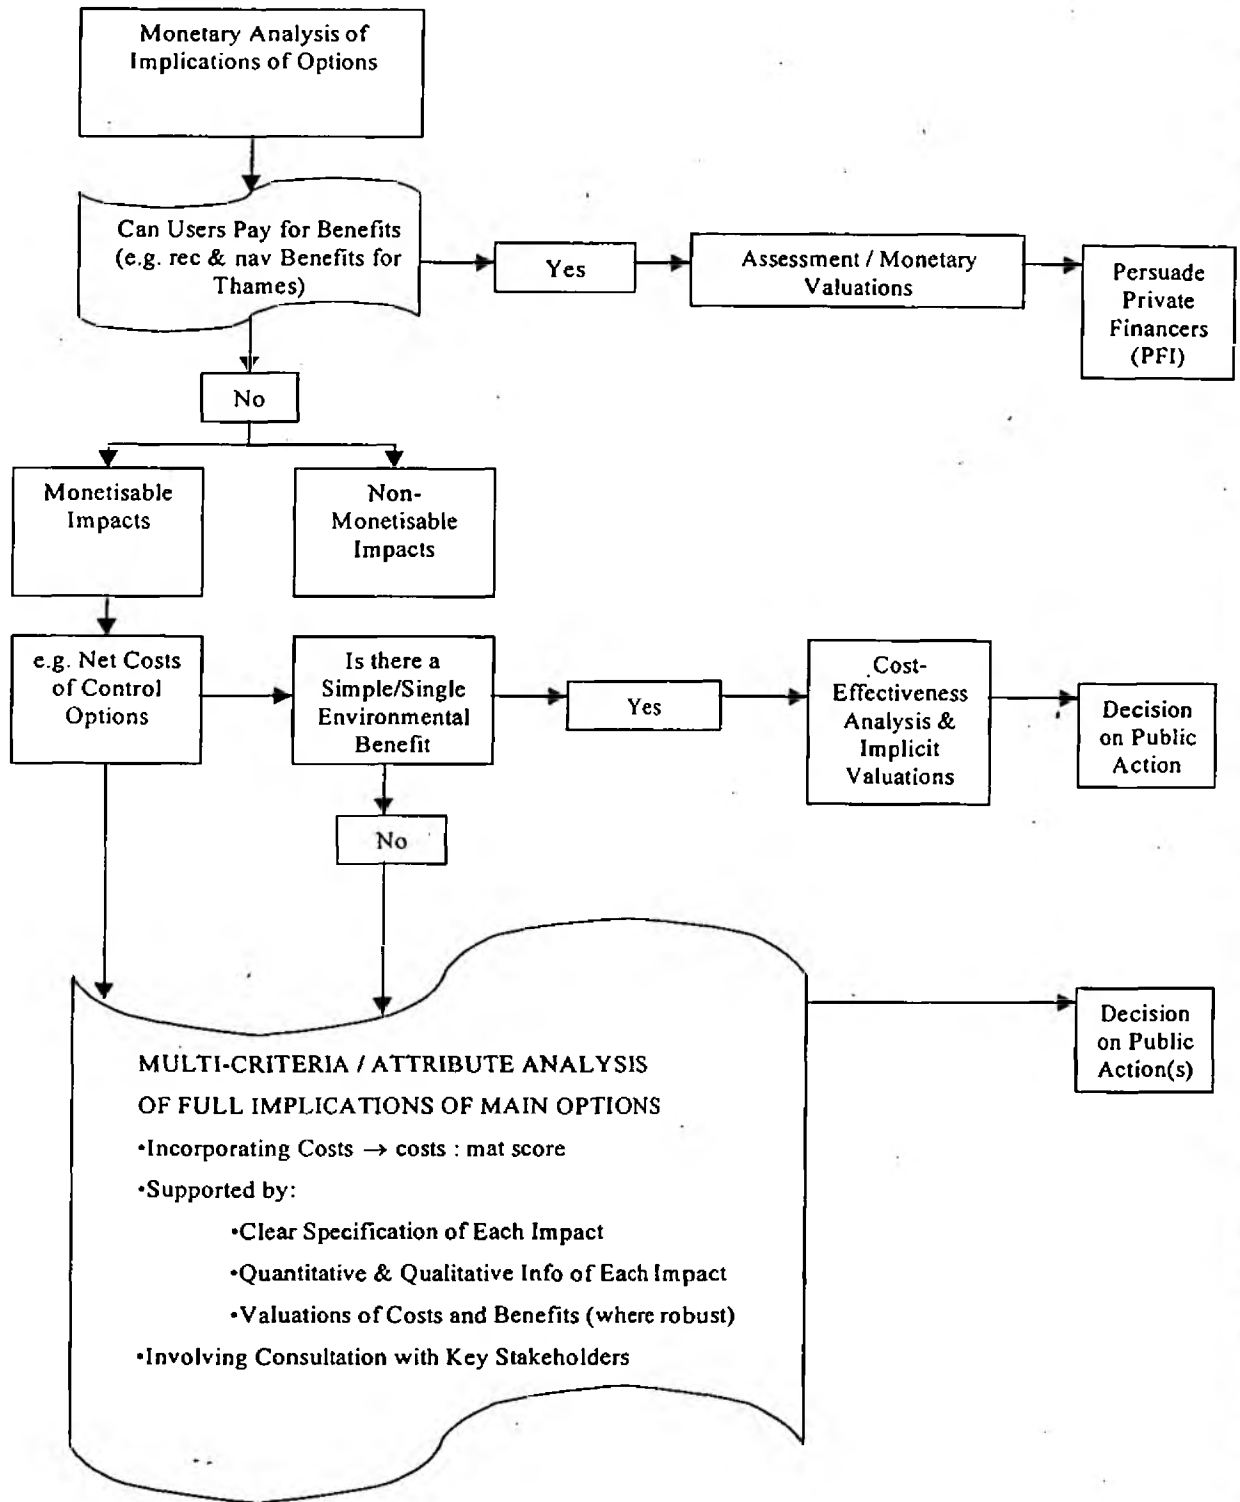 Monetary Analysis of
Implications of Options
Can Users Pay for Benefits
(e.g. rec & nav Benefits for
Thames)
Yes
Assessment / Monetary
Valuations
Persuade
Private
Financers
(PFI)
No
Monetisable
Impacts
Non-
Monetisable
Impacts
e.g. Net Costs
of Control
Options
Is there a
Simple/Single
Environmental
Benefit
Yes
Cost-
Effectiveness
Analysis &
Implicit
Valuations
Decision
on Public
Action
No
MULTI-CRITERIA / ATTRIBUTE ANALYSIS
OF FULL IMPLICATIONS OF MAIN OPTIONS
•Incorporating Costs → costs : mat score
•Supported by:
•Clear Specification of Each Impact
•Quantitative & Qualitative Info of Each Impact
•Valuations of Costs and Benefits (where robust)
•Involving Consultation with Key Stakeholders
Decision
on Public
Action(s)